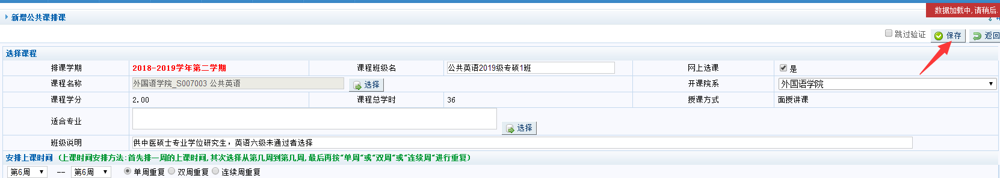 数据加载中,请稍后.
新增公共课排课
跳过验证 保存 返回
选择课程
排课学期 2018-2019学年第二学期 课程班级名 公共英语2019级专硕1班 网上选课 是
课程名称 外国语学院_S007003 公共英语 选择 开课院系 外国语学院
课程学分 2.00 课程总学时 36 授课方式 面授讲课
适合专业 选择
班级说明 供中医硕士专业学位研究生，英语六级未通过者选择
安排上课时间 (上课时间安排方法:首先排一周的上课时间,其次选择从第几周到第几周,最后再按"单周"或"双周"或"连续周"进行重复)
第6周 -- 第6周 单周重复 双周重复 连续周重复